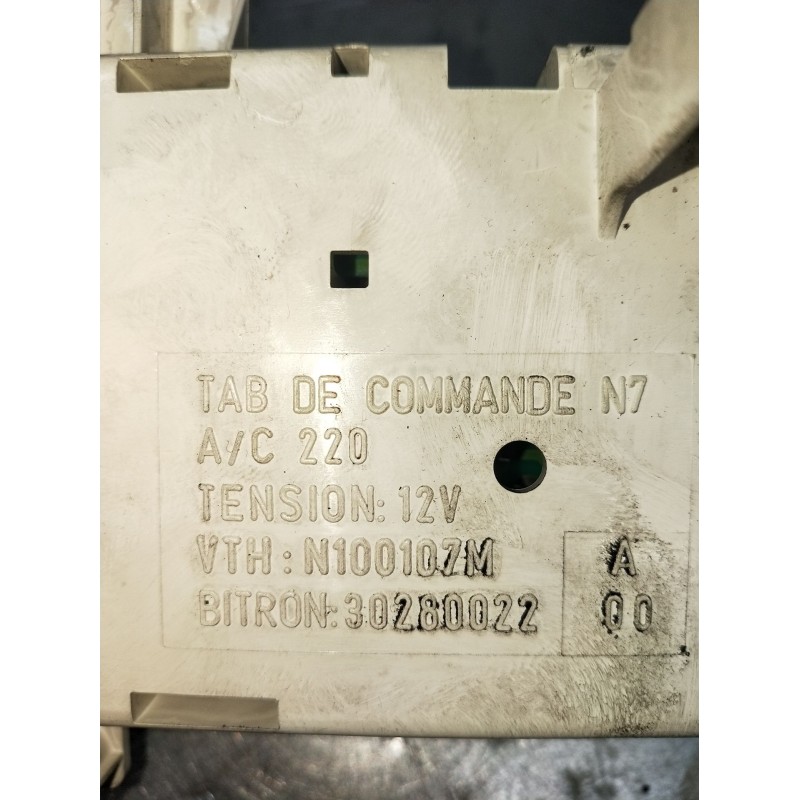 TAB DE COMMANDE N7
A/C 220
TENSION: 12V
VTH: N100107M
BITRON: 30280022
A
00